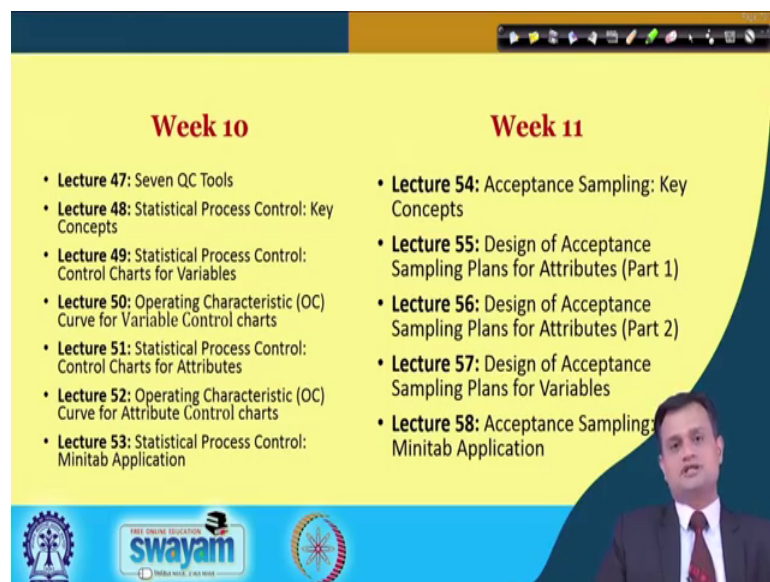 Week 10
• Lecture 47: Seven QC Tools
• Lecture 48: Statistical Process Control: Key
Concepts
• Lecture 49: Statistical Process Control:
Control Charts for Variables
• Lecture 50: Operating Characteristic (OC)
Curve for Variable Control charts
• Lecture 51: Statistical Process Control:
Control Charts for Attributes
• Lecture 52: Operating Characteristic (OC)
Curve for Attribute Control charts
• Lecture 53: Statistical Process Control:
Minitab Application
Week 11
• Lecture 54: Acceptance Sampling: Key
Concepts
• Lecture 55: Design of Acceptance
Sampling Plans for Attributes (Part 1)
• Lecture 56: Design of Acceptance
Sampling Plans for Attributes (Part 2)
• Lecture 57: Design of Acceptance
Sampling Plans for Variables
• Lecture 58: Acceptance Sampling:
Minitab Application
FREE ONLINE EDUCATION
swayam